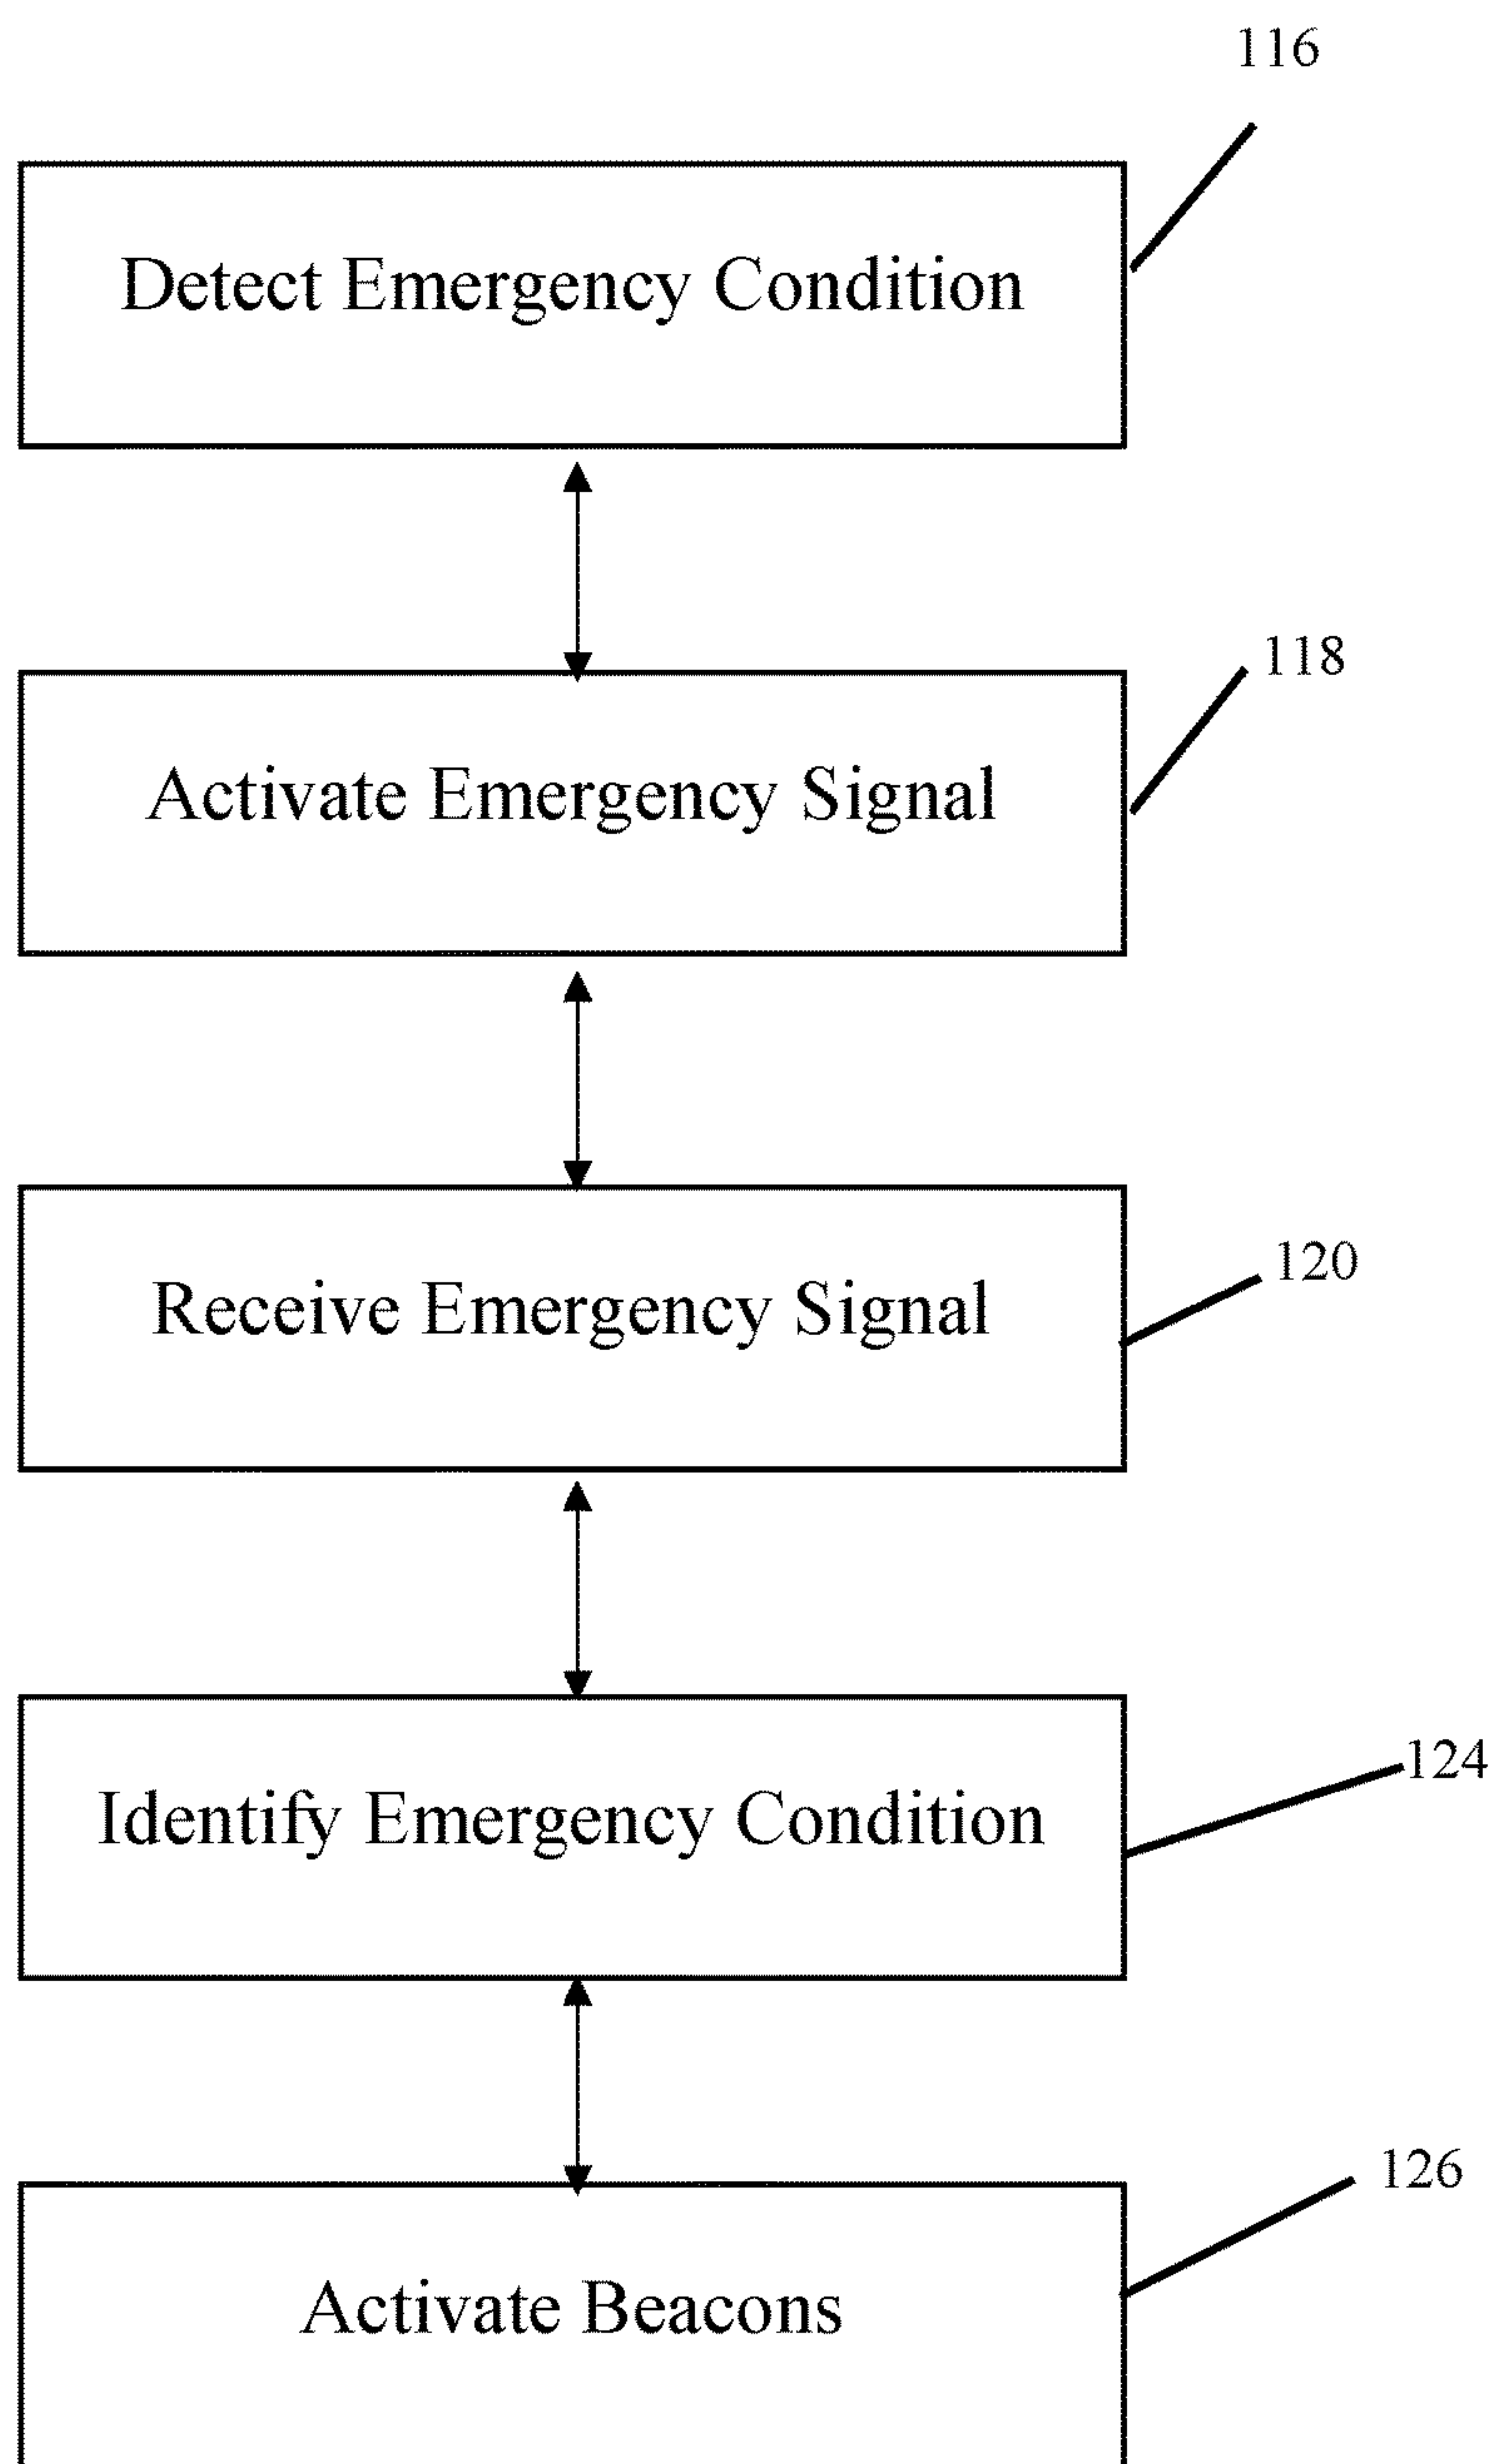 116
Detect Emergency Condition
118
Activate Emergency Signal
120
Receive Emergency Signal
124
Identify Emergency Condition
126
Activate Beacons